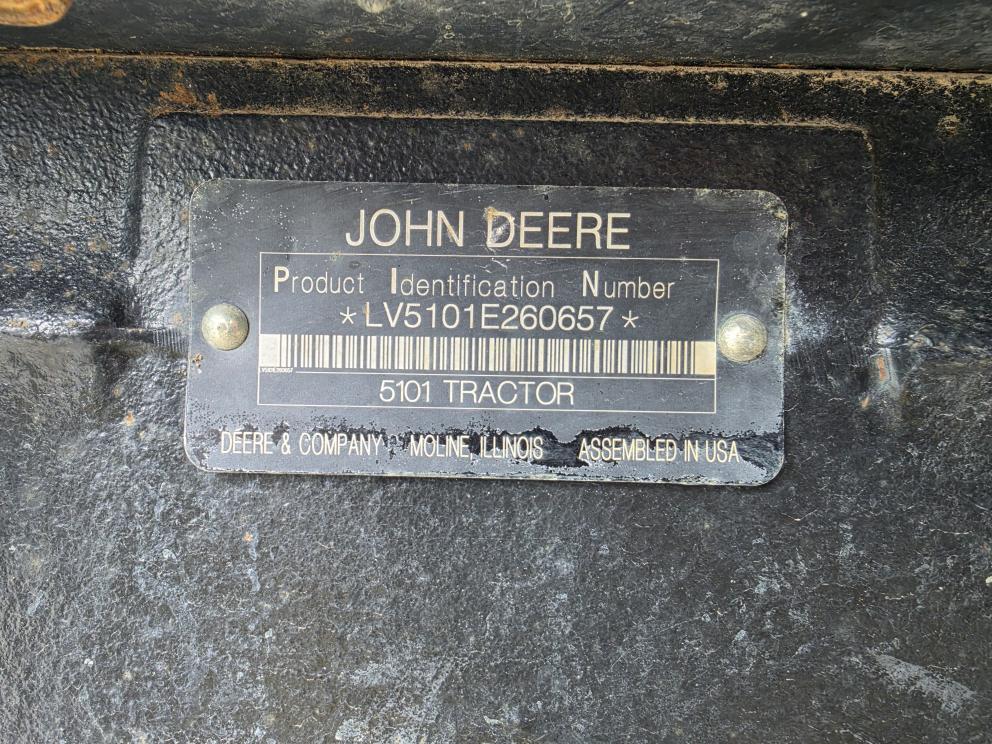 JOHN DEERE
Product Identification Number
*LV5101E260657*
5101 TRACTOR
DEERE & COMPANY MOLINE, ILLINOIS ASSEMBLED IN USA